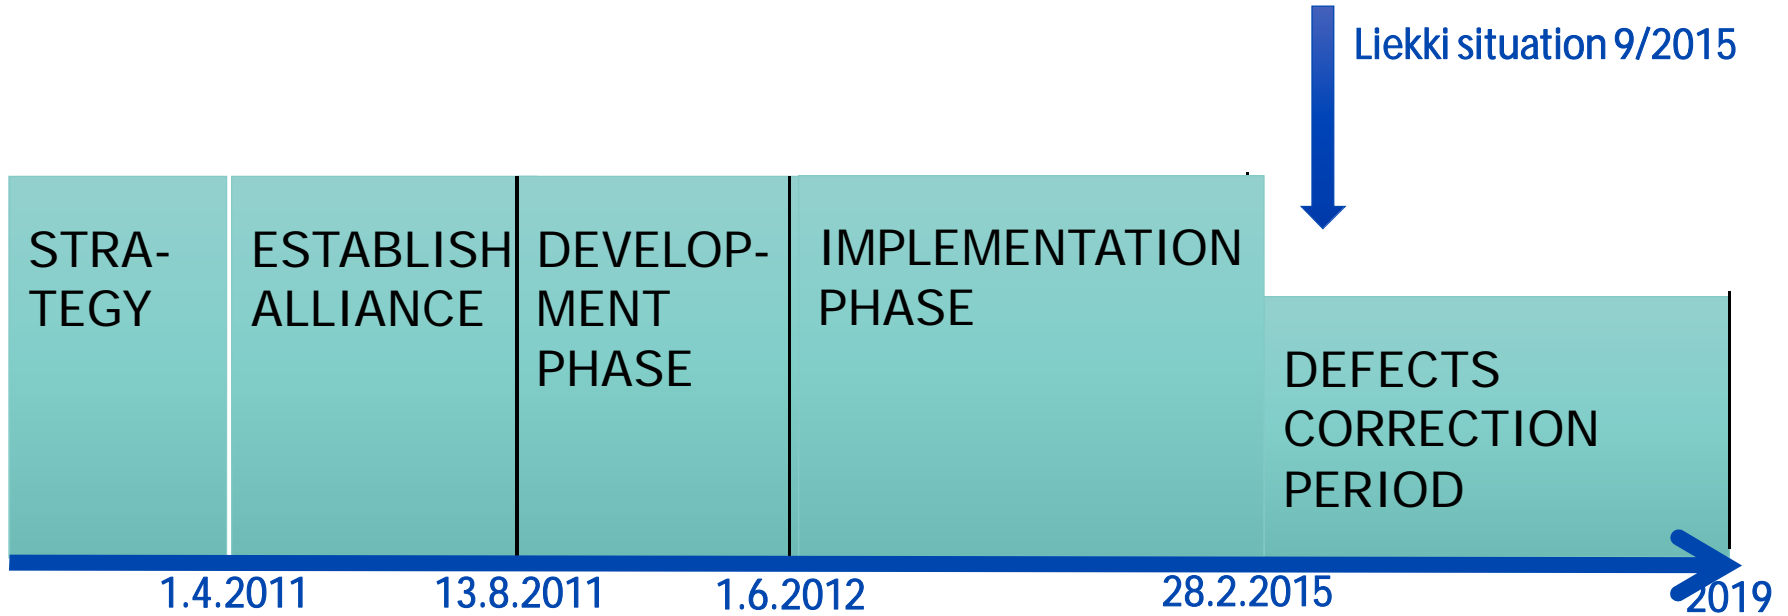 Liekki situation 9/2015
STRA-
TEGY
ESTABLISH
ALLIANCE
DEVELOP-
MENT
PHASE
IMPLEMENTATION
PHASE
DEFECTS
CORRECTION
PERIOD
1.4.2011
13.8.2011
1.6.2012
28.2.2015
2019